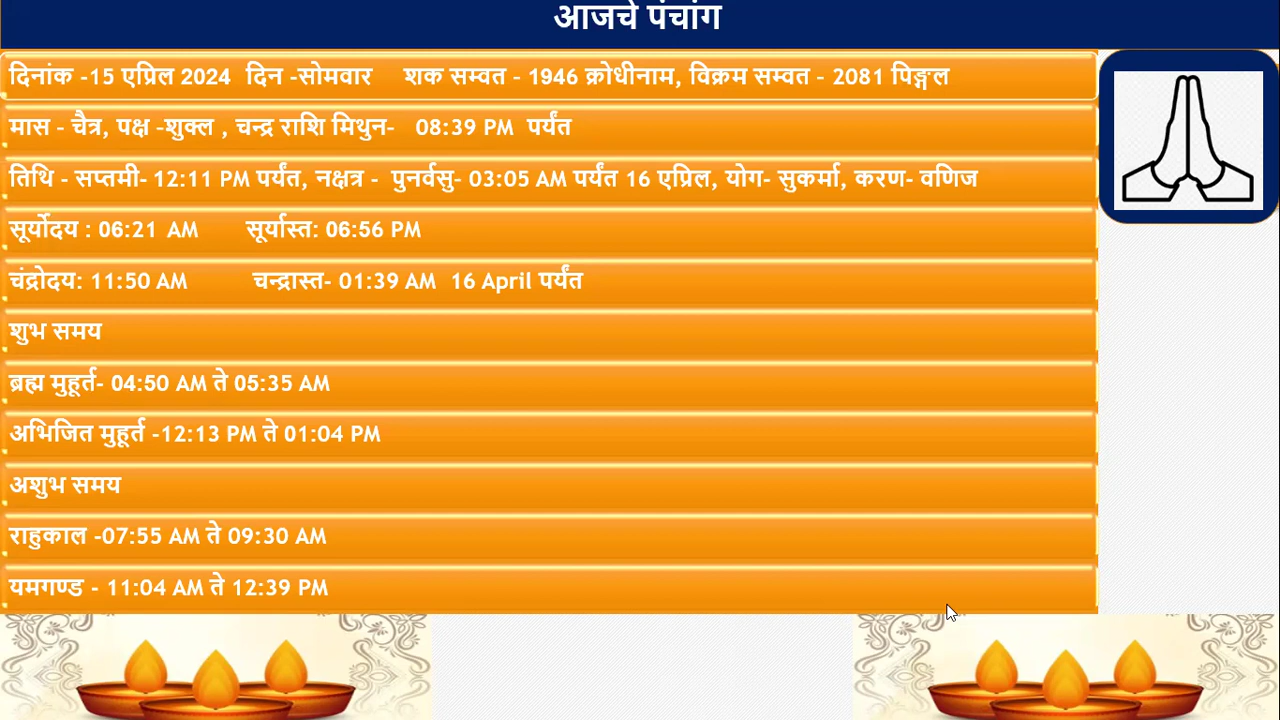 आजचे पंचांग
दिनांक -15 एप्रिल 2024 दिन -सोमवार शक सम्वत - 1946 क्रोधीनाम, विक्रम सम्वत - 2081 पिङ्गल
मास - चैत्र, पक्ष -शुक्ल , चन्द्र राशि मिथुन- 08:39 PM पर्यंत
तिथि - सप्तमी- 12:11 PM पर्यंत, नक्षत्र - पुनर्वसु- 03:05 AM पर्यंत 16 एप्रिल, योग- सुकर्मा, करण- वणिज
सूर्योदय : 06:21 AM सूर्यास्त: 06:56 PM
चंद्रोदय: 11:50 AM चन्द्रास्त- 01:39 AM 16 April पर्यंत
शुभ समय
ब्रह्म मुहूर्त- 04:50 AM ते 05:35 AM
अभिजित मुहूर्त -12:13 PM ते 01:04 PM
अशुभ समय
राहुकाल -07:55 AM ते 09:30 AM
यमगण्ड - 11:04 AM ते 12:39 PM